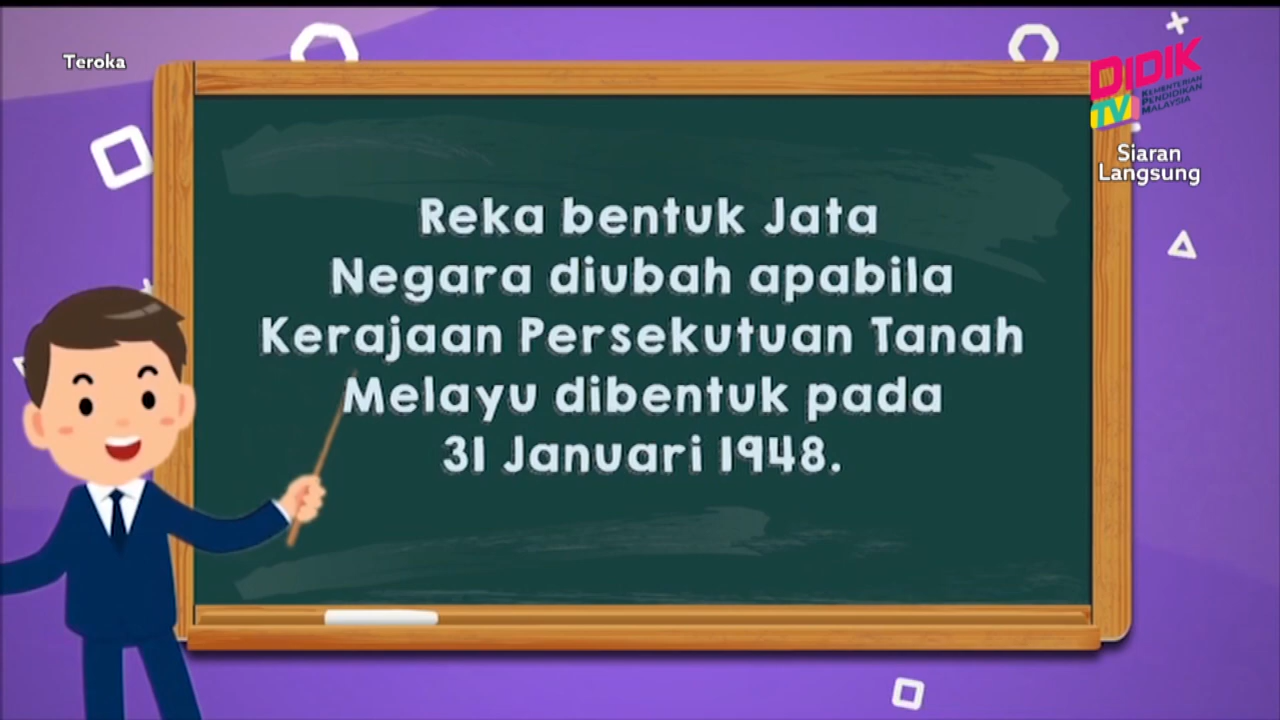 Teroka
DIDIK
TV
KEMENTERIAN
PENDIDIKAN
MALAYSIA
Siaran
Langsung
Reka bentuk Jata
Negara diubah apabila
Kerajaan Persekutuan Tanah
Melayu dibentuk pada
31 Januari 1948.